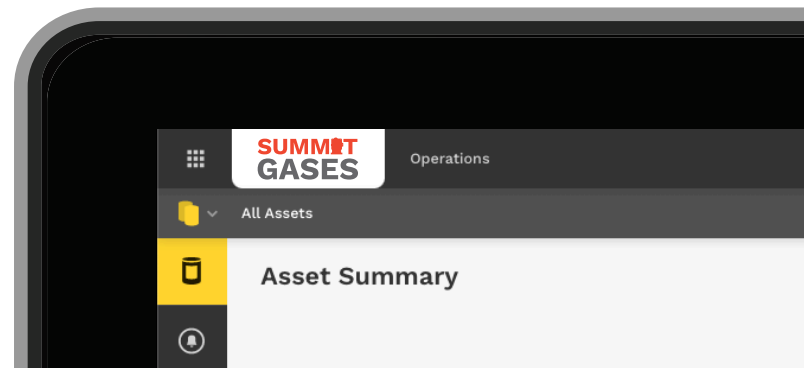 SUMMIT
GASES
Operations
All Assets
Asset Summary